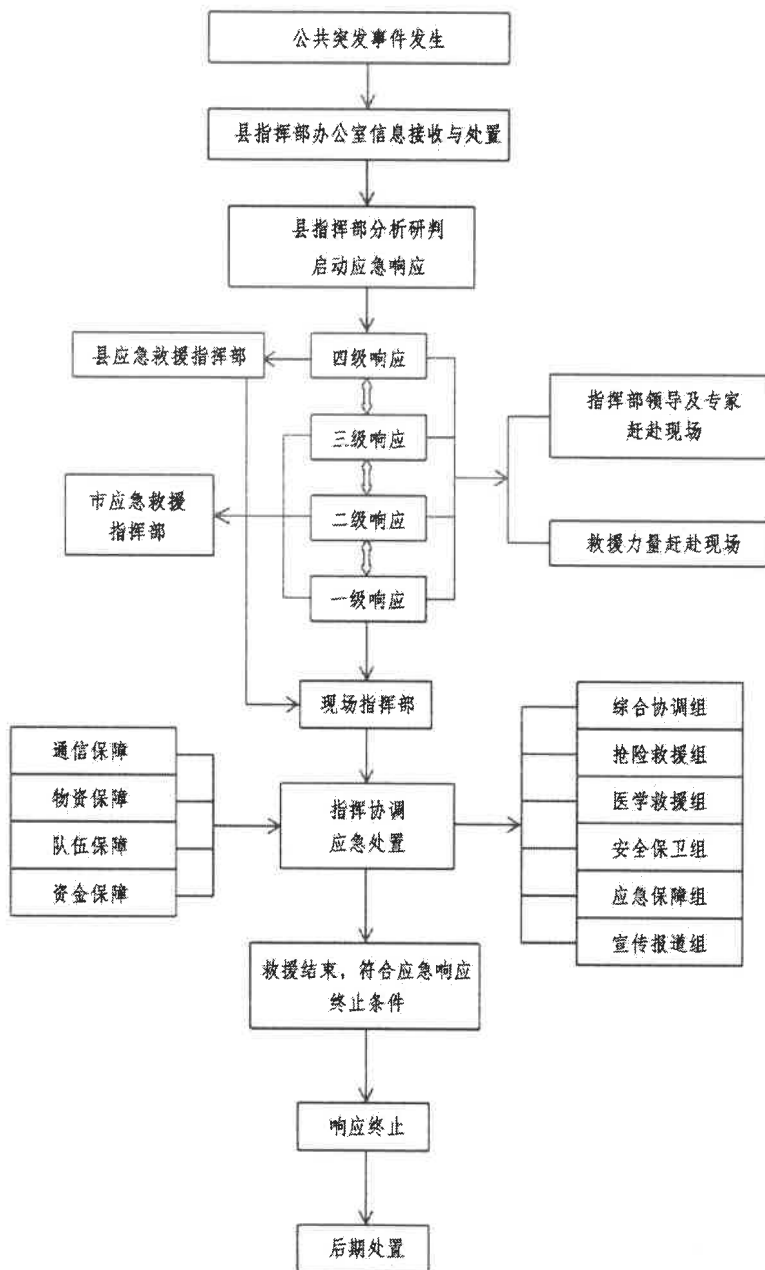 公共突发事件发生
县指挥部办公室信息接收与处置
县指挥部分析研判
启动应急响应
县应急救援指挥部
四级响应
三级响应
二级响应
一级响应
市应急救援
指挥部
指挥部领导及专家
赶赴现场
救援力量赶赴现场
现场指挥部
通信保障
物资保障
队伍保障
资金保障
指挥协调
应急处置
综合协调组
抢险救援组
医学救援组
安全保卫组
应急保障组
宣传报道组
救援结束，符合应急响应
终止条件
响应终止
后期处置